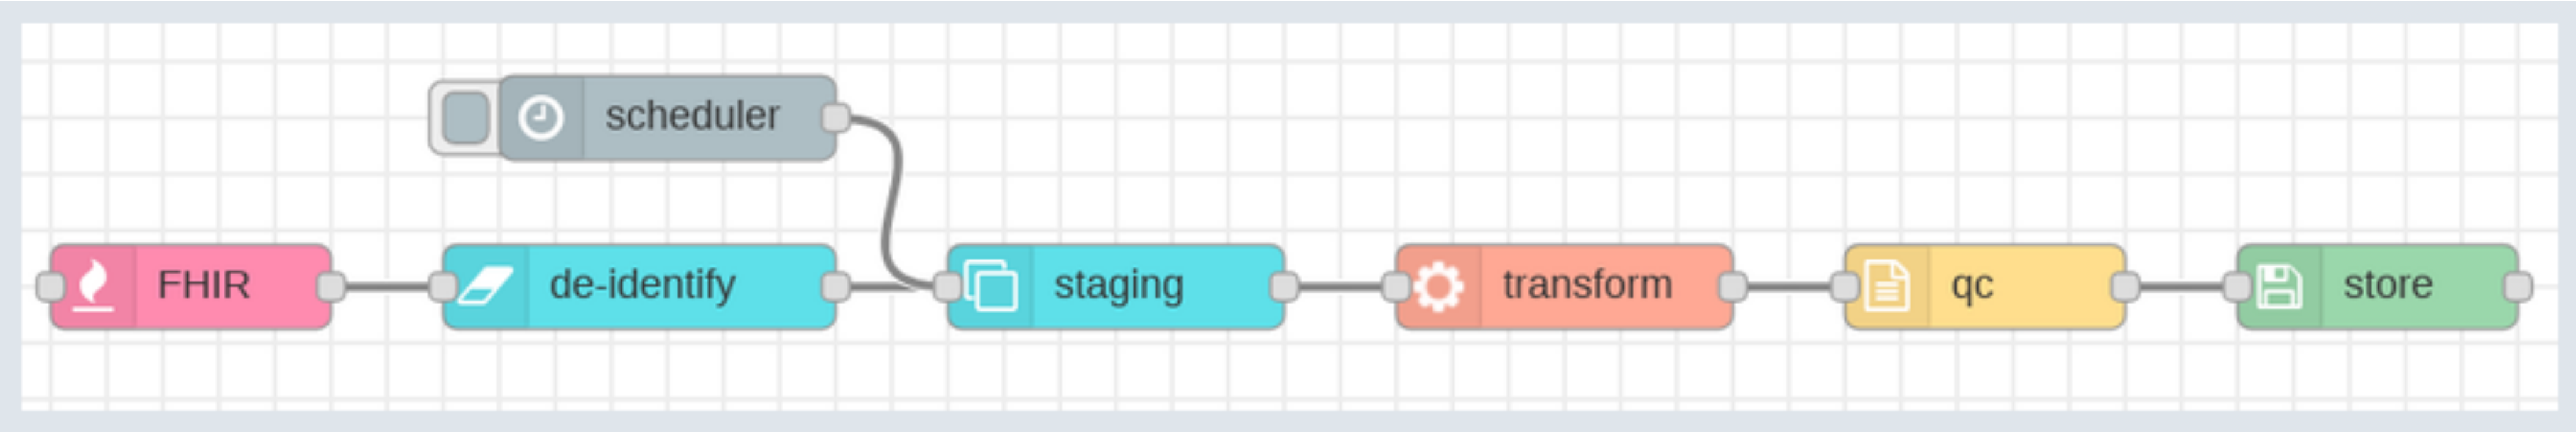 scheduler
FHIR
de-identify
staging
transform
qc
store